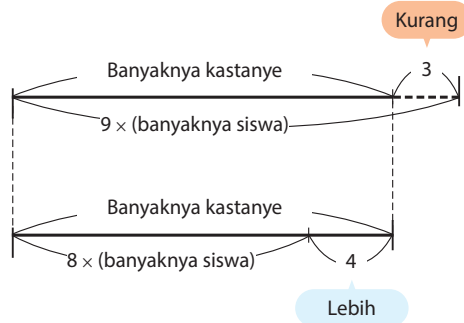 Kurang
Banyaknya kastanye
3
9 × (banyaknya siswa)
Banyaknya kastanye
8 × (banyaknya siswa)
4
Lebih